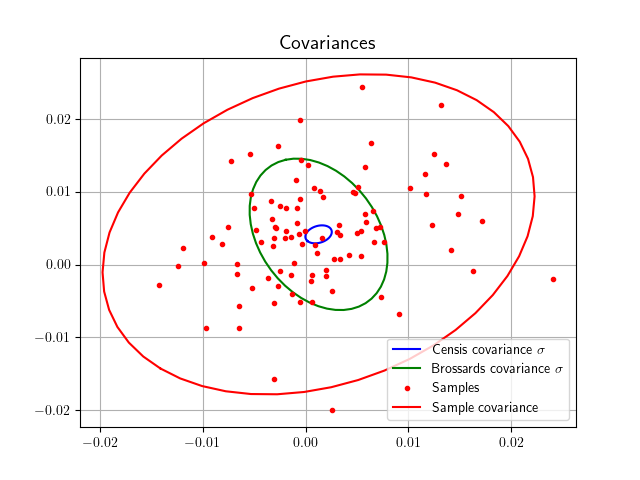 Covariances
0.02
0.01
0.00
−0.01
−0.02
−0.02
−0.01
0.00
0.01
0.02
Censis covariance σ
Brossards covariance σ
Samples
Sample covariance